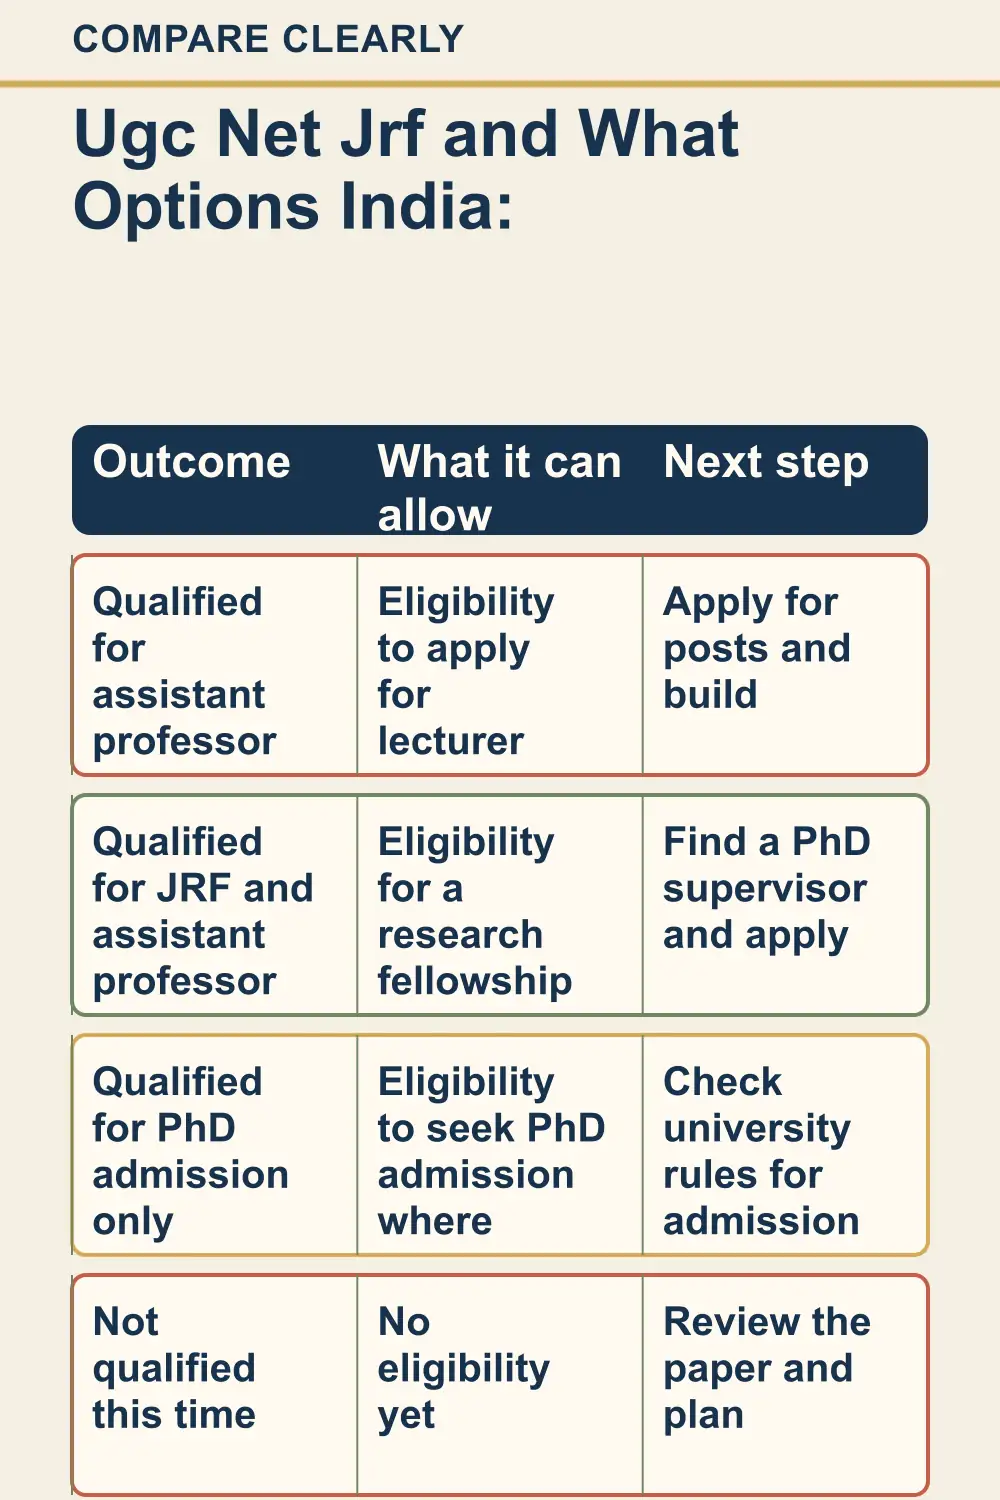 COMPARE CLEARLY
Ugc Net Jrf and What
Options India:
Outcome
What it can
allow
Next step
Qualified
for
assistant
professor
Eligibility
to apply
for
lecturer
Apply for
posts and
build
Qualified
for JRF and
assistant
professor
Eligibility
for a
research
fellowship
Find a PhD
supervisor
and apply
Qualified
for PhD
admission
only
Eligibility
to seek PhD
admission
where
Check
university
rules for
admission
Not
qualified
this time
No
eligibility
yet
Review the
paper and
plan